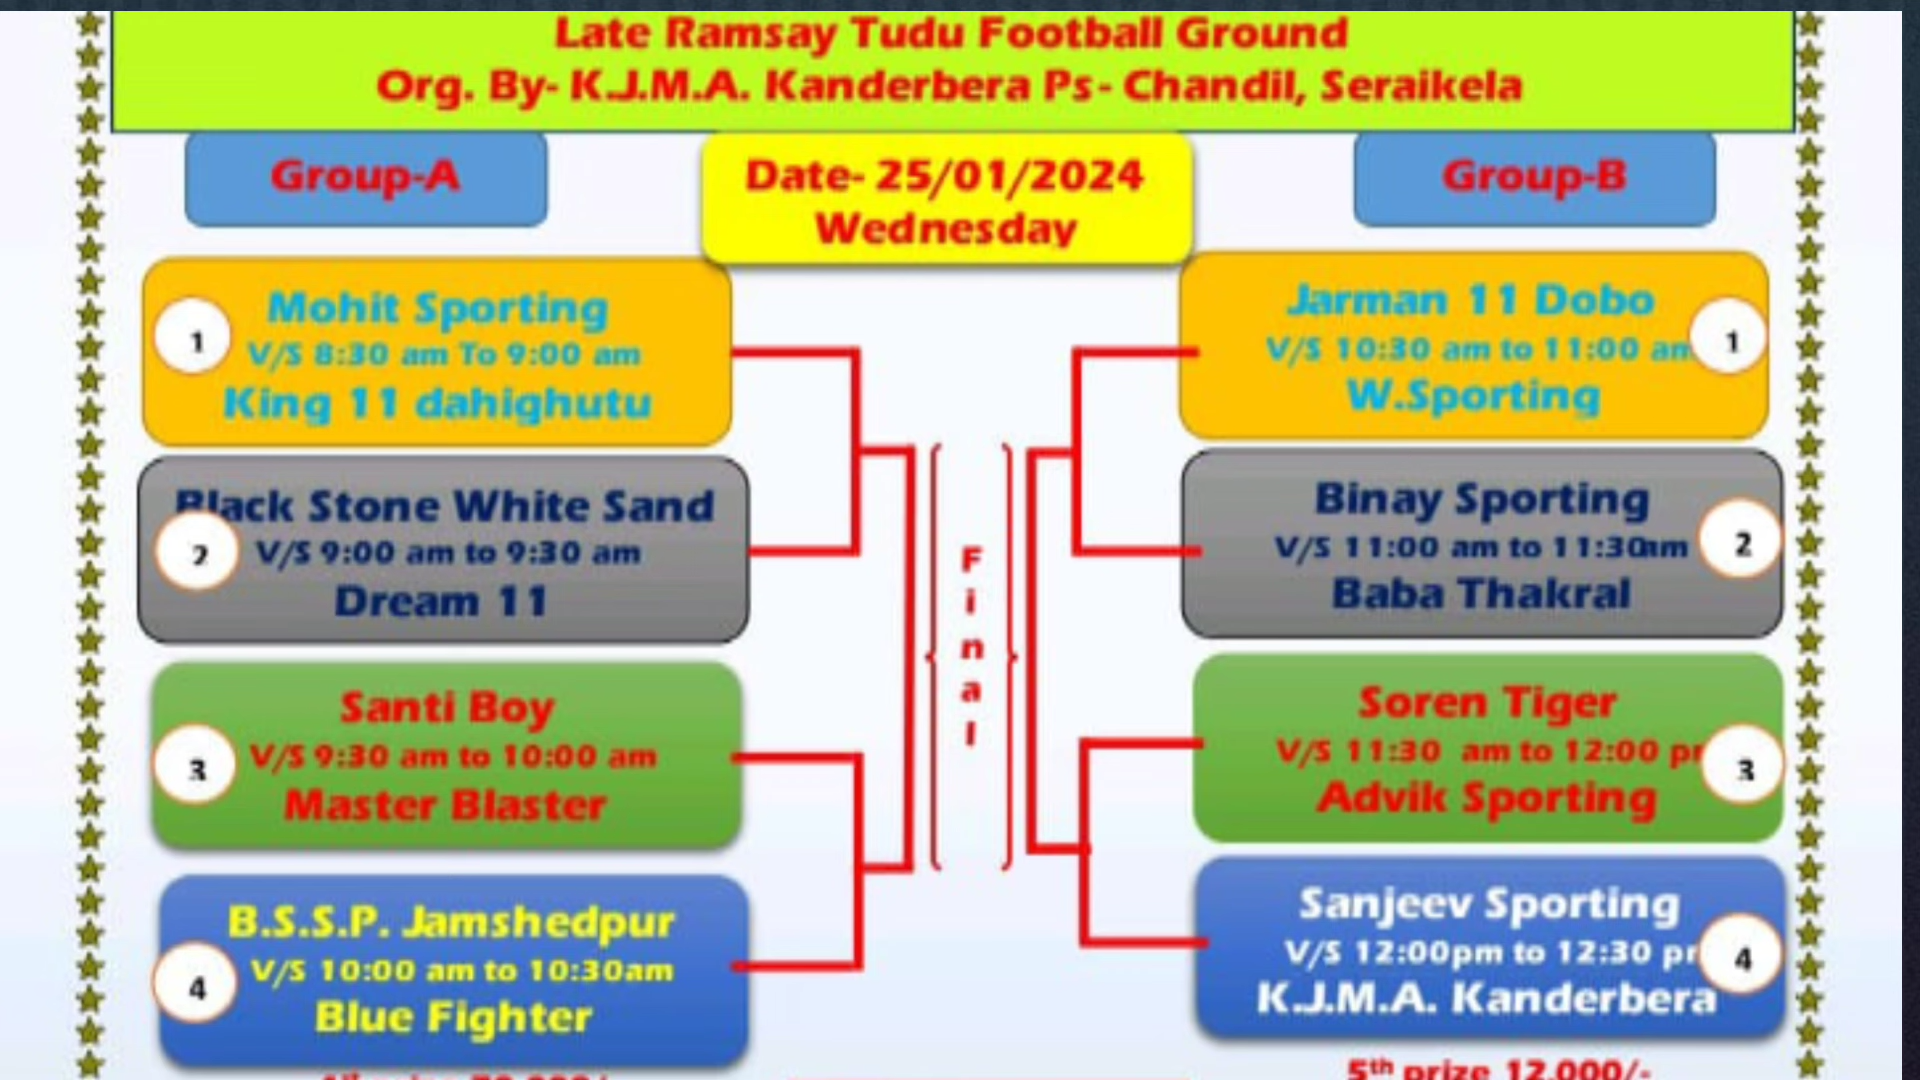 Late Ramsay Tudu Football Ground
Org. By- K.J.M.A. Kanderbera Ps- Chandil, Seraikela
Group-A
Date- 25/01/2024
Wednesday
Group-B
Mohit Sporting
1
V/S 8:30 am To 9:00 am
King 11 dahighutu
Black Stone White Sand
2
V/S 9:00 am to 9:30 am
Dream 11
Santi Boy
3
V/S 9:30 am to 10:00 am
Master Blaster
B.S.S.P. Jamshedpur
4
V/S 10:00 am to 10:30am
Blue Fighter
Final
Jarman 11 Dobo
V/S 10:30 am to 11:00 am
1
W.Sporting
Binay Sporting
V/S 11:00 am to 11:30am
2
Baba Thakral
Soren Tiger
V/S 11:30 am to 12:00
3
Advik Sporting
Sanjeev Sporting
V/S 12:00pm to 12:30
4
K.J.M.A. Kanderbera
5th prize 12,000/-